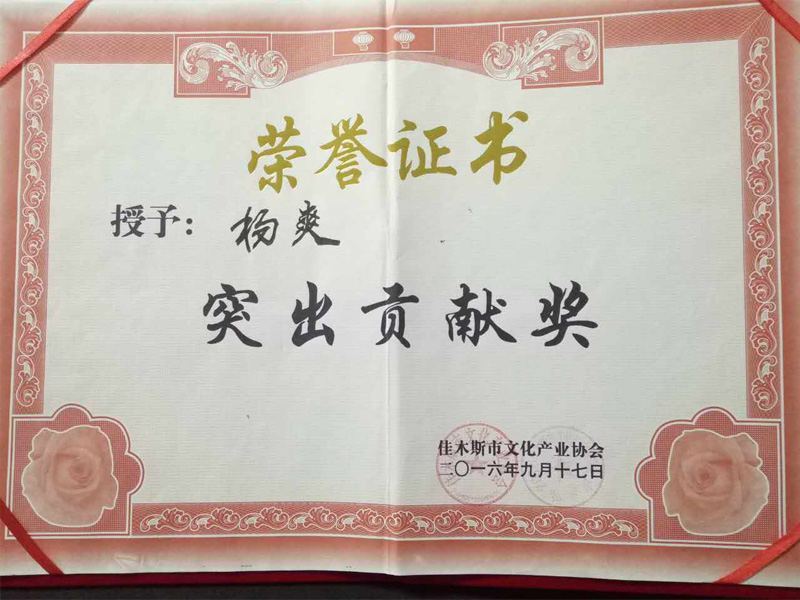 荣誉证书
授予：杨爽
突出贡献奖
佳木斯市文化产业协会
二〇一六年九月十七日